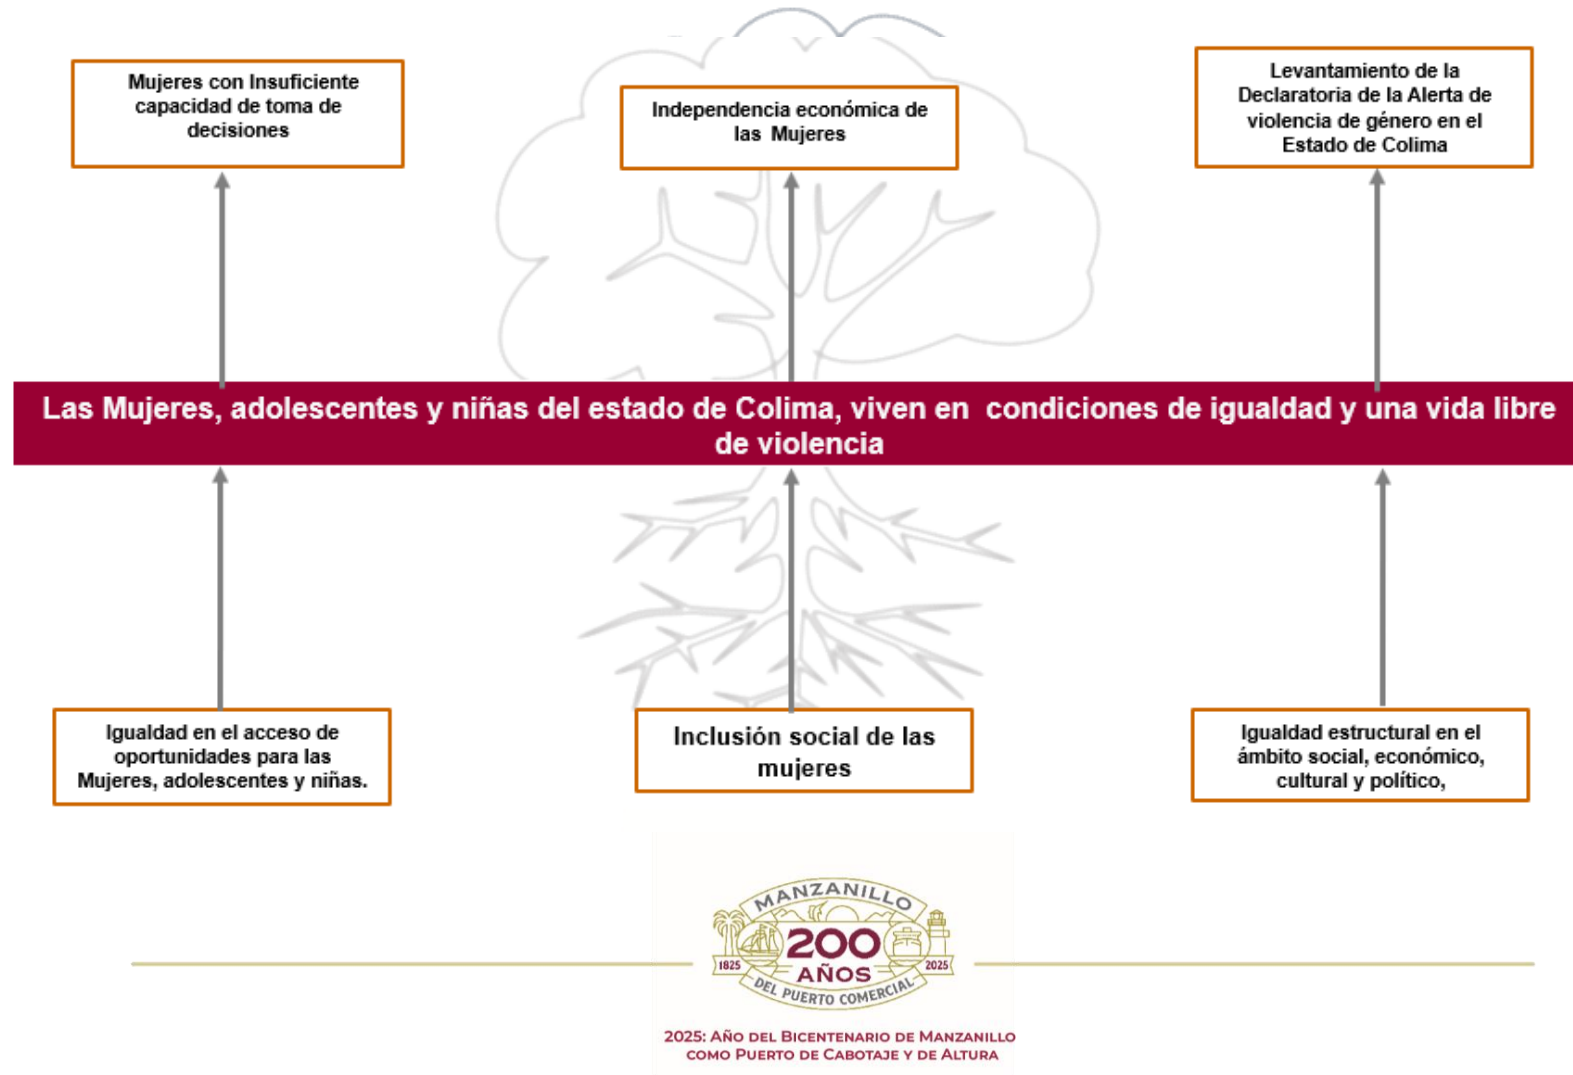 Mujeres con Insuficiente
capacidad de toma de
decisiones
Independencia económica de
las Mujeres
Levantamiento de la
Declaratoria de la Alerta de
violencia de género en el
Estado de Colima
Las Mujeres, adolescentes y niñas del estado de Colima, viven en condiciones de igualdad y una vida libre
de violencia
Igualdad en el acceso de
oportunidades para las
Mujeres, adolescentes y niñas.
Inclusión social de las
mujeres
Igualdad estructural en el
ámbito social, económico,
cultural y político,
MANZANILLO
200
AÑOS
1825
2025
DEL PUERTO COMERCIAL
2025: AÑO DEL BICENTENARIO DE MANZANILLO
COMO PUERTO DE CABOTAJE Y DE ALTURA